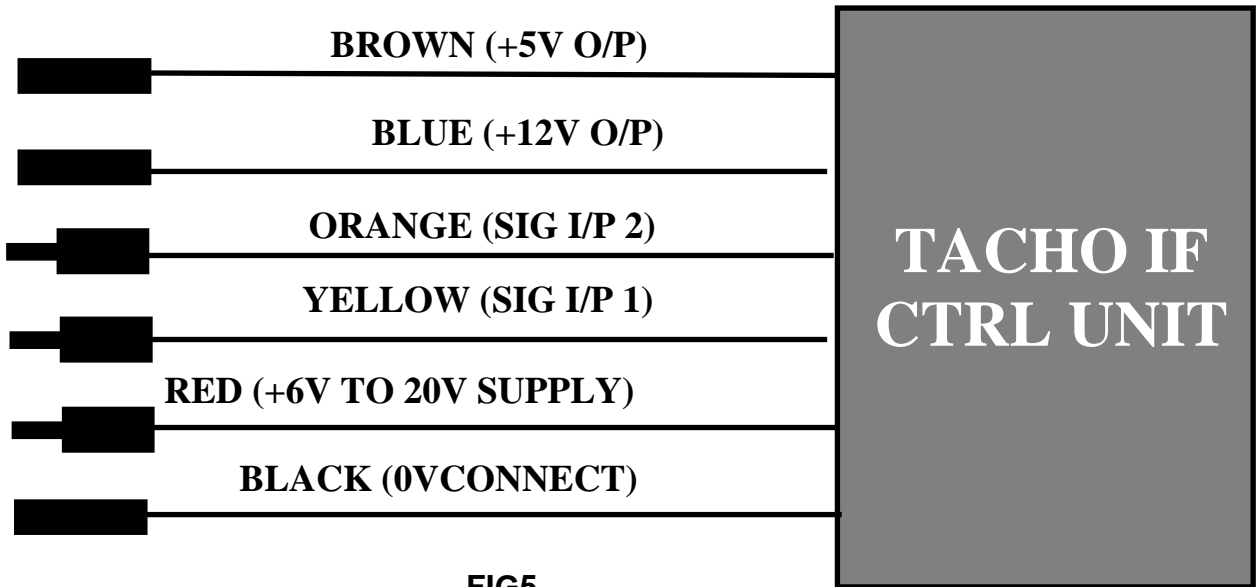 BROWN (+5V O/P)
BLUE (+12V O/P)
ORANGE (SIG I/P 2)
YELLOW (SIG I/P 1)
RED (+6V TO 20V SUPPLY)
BLACK (0VCONNECT)
TACHO IF
CTRL UNIT
FIG5